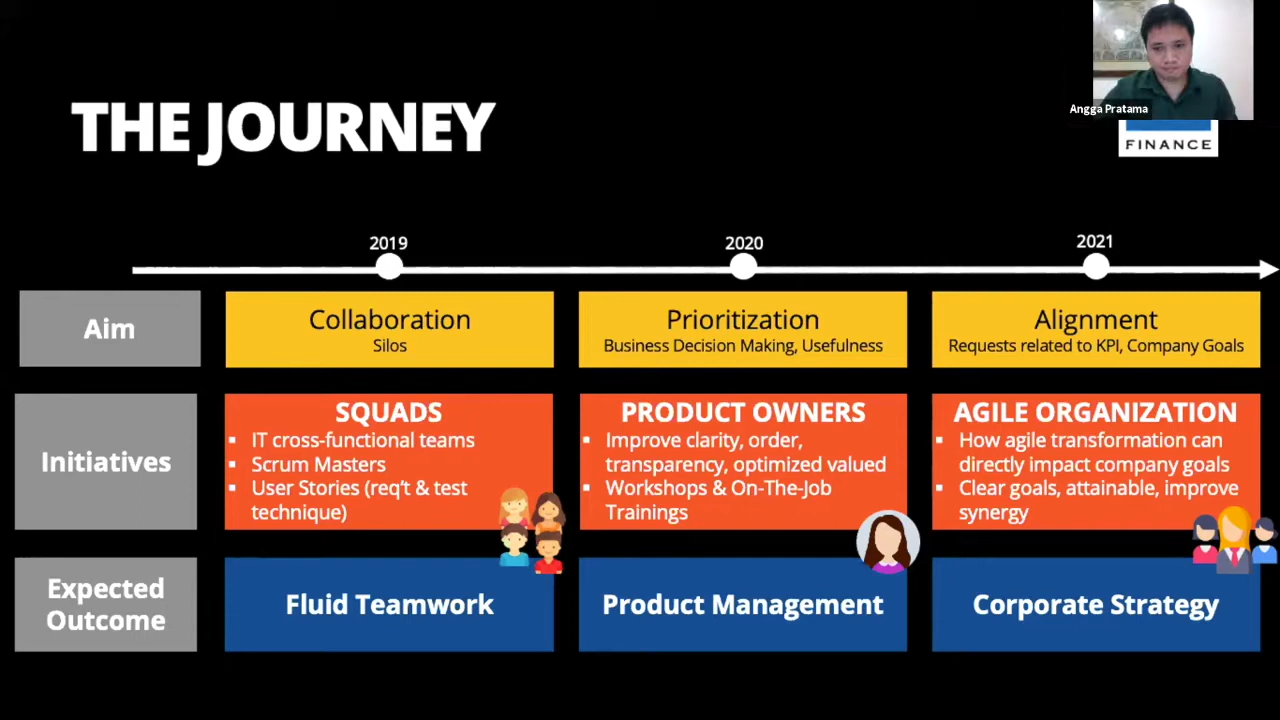 Angga Pratama
FINANCE
THE JOURNEY
2019
2020
2021
Aim
Collaboration
Silos
Prioritization
Business Decision Making, Usefulness
Alignment
Requests related to KPI, Company Goals
Initiatives
SQUADS
▪ IT cross-functional teams
▪ Scrum Masters
▪ User Stories (req’t & test
technique)
PRODUCT OWNERS
▪ Improve clarity, order,
transparency, optimized valued
▪ Workshops & On-The-Job
Trainings
AGILE ORGANIZATION
▪ How agile transformation can
directly impact company goals
▪ Clear goals, attainable, improve
synergy
Expected
Outcome
Fluid Teamwork
Product Management
Corporate Strategy